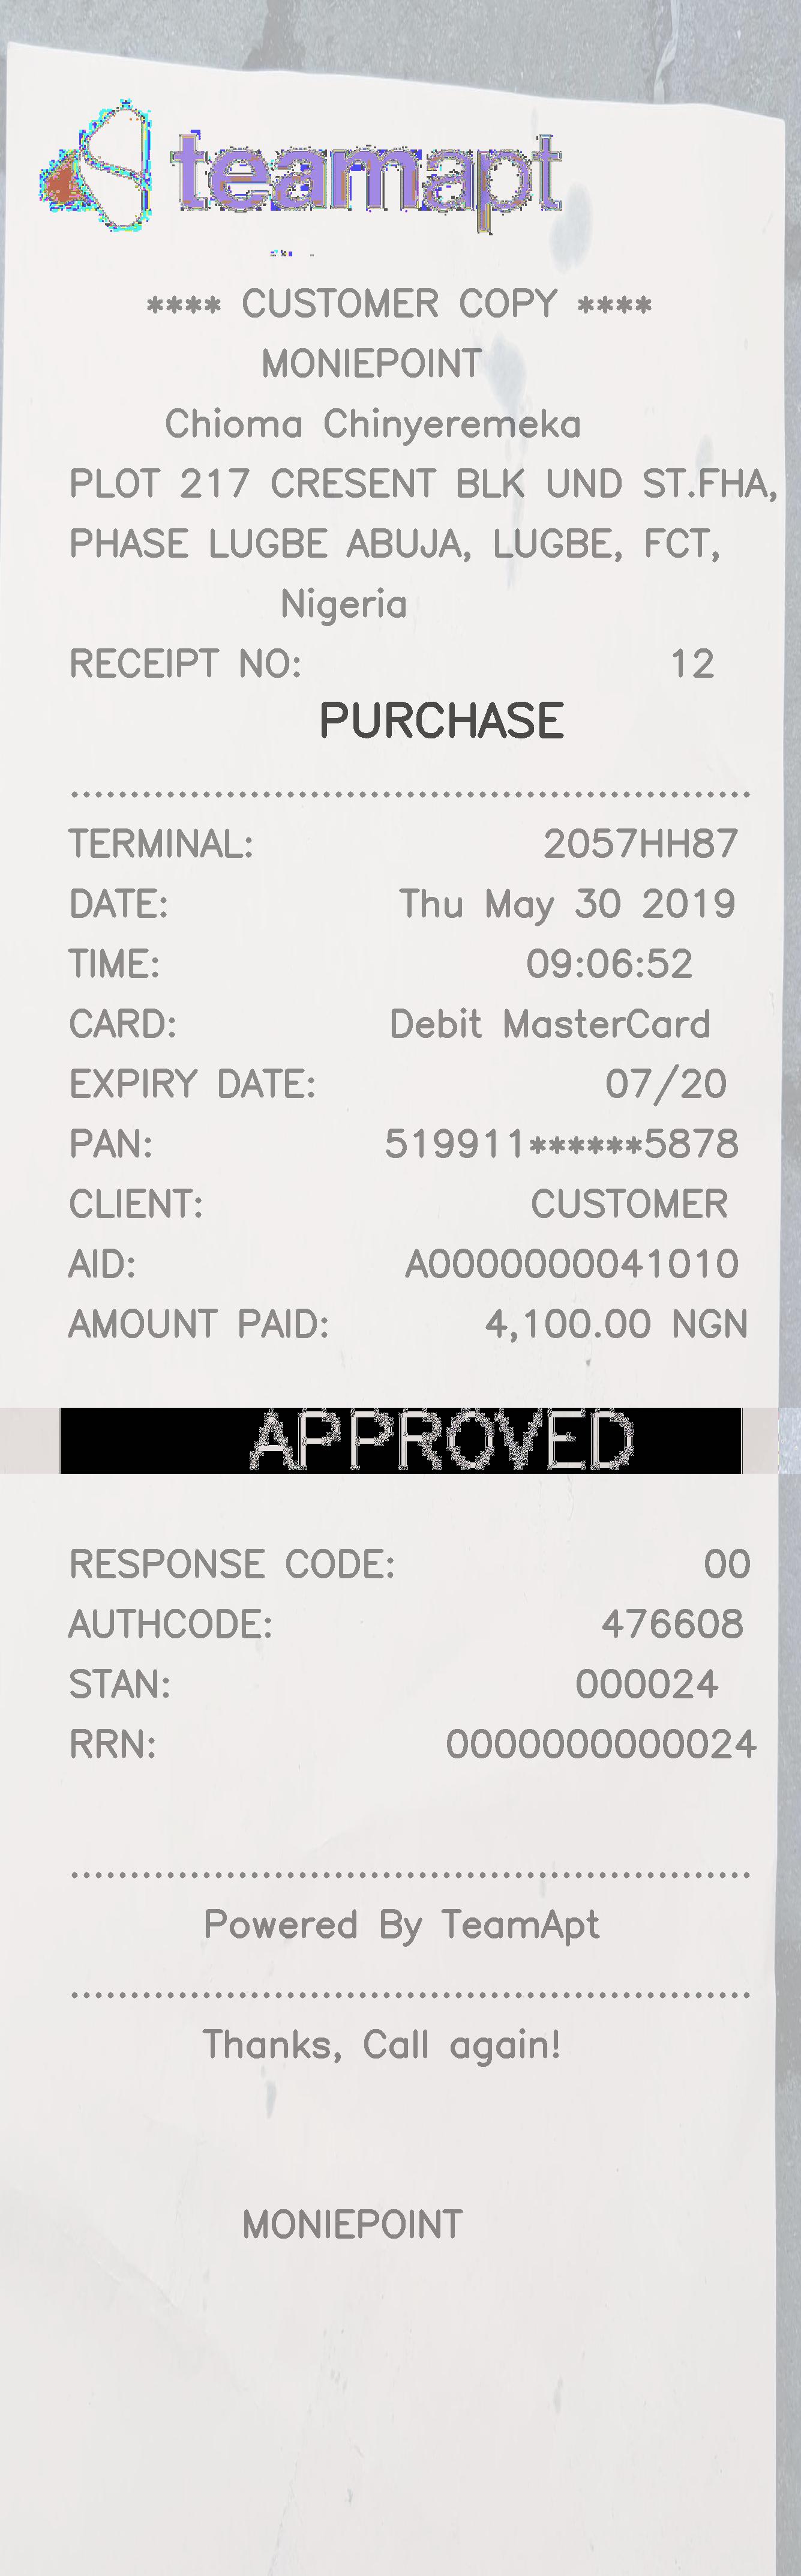 teamapt
**** CUSTOMER COPY ****
MONIEPOINT
Chioma Chinyeremeka
PLOT 217 CRESENT BLK UND ST.FHA,
PHASE LUGBE ABUJA, LUGBE, FCT,
Nigeria
RECEIPT NO: 12
PURCHASE
TERMINAL: 2057HH87
DATE: Thu May 30 2019
TIME: 09:06:52
CARD: Debit MasterCard
EXPIRY DATE: 07/20
PAN: 519911******5878
CLIENT: CUSTOMER
AID: A0000000041010
AMOUNT PAID: 4,100.00 NGN
APPROVED
RESPONSE CODE: 00
AUTHCODE: 476608
STAN: 000024
RRN: 0000000000024
Powered By TeamApt
Thanks, Call again!
MONIEPOINT